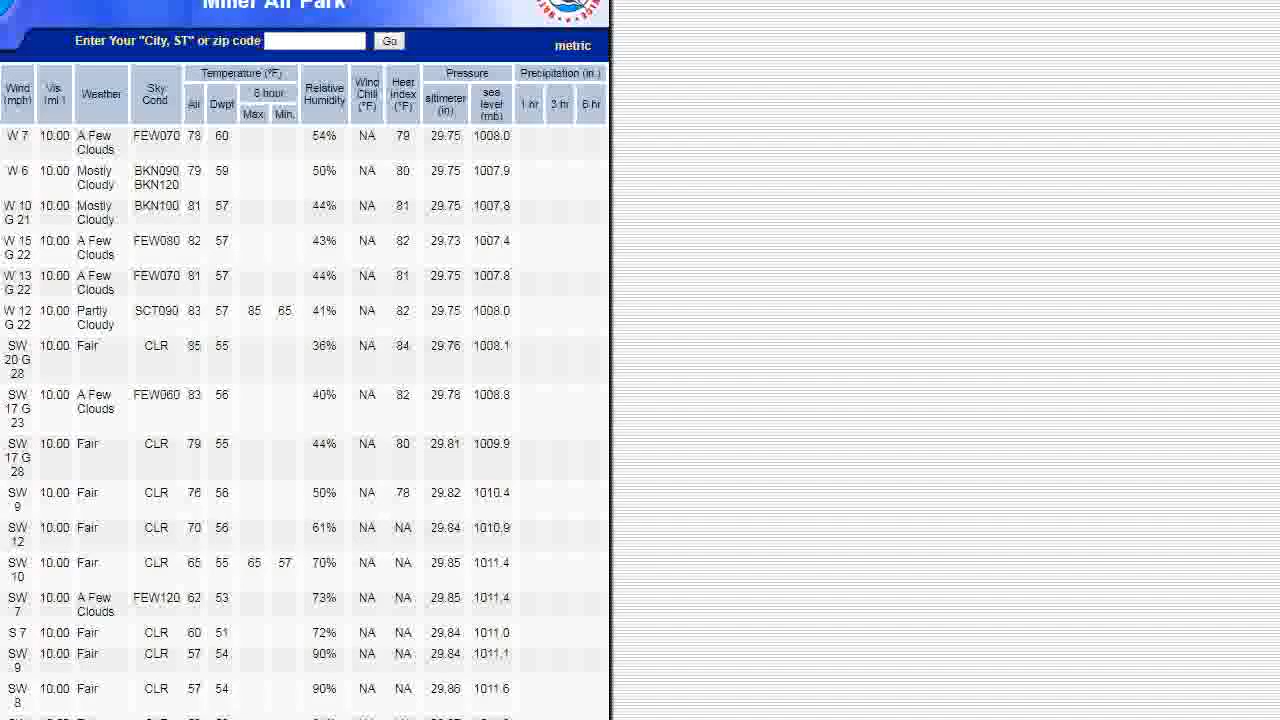 Miller Air Park
Enter Your "City, ST" or zip code Go
metric
Wind (mph) Vis. (mi.) Weather Sky Cond. Temperature (ºF) Relative Humidity Wind Chill (°F) Heat Index (°F) Pressure Precipitation (in.)
Air Dwpt 6 hour altimeter (in) sea level (mb) 1 hr 3 hr 6 hr
Max. Min.
W 7 10.00 A Few Clouds FEW070 78 60 54% NA 79 29.75 1008.0
W 6 10.00 Mostly Cloudy BKN090 BKN120 79 59 50% NA 80 29.75 1007.9
W 10 G 21 10.00 Mostly Cloudy BKN100 81 57 44% NA 81 29.75 1007.8
W 15 G 22 10.00 A Few Clouds FEW080 82 57 43% NA 82 29.73 1007.4
W 13 G 22 10.00 A Few Clouds FEW070 81 57 44% NA 81 29.75 1007.8
W 12 G 22 10.00 Partly Cloudy SCT090 83 57 85 65 41% NA 82 29.75 1008.0
SW 20 G 28 10.00 Fair CLR 85 55 36% NA 84 29.76 1008.1
SW 17 G 23 10.00 A Few Clouds FEW060 83 56 40% NA 82 29.78 1008.8
SW 17 G 28 10.00 Fair CLR 79 55 44% NA 80 29.81 1009.9
SW 9 10.00 Fair CLR 76 56 50% NA 78 29.82 1010.4
SW 12 10.00 Fair CLR 70 56 61% NA NA 29.84 1010.9
SW 10 10.00 Fair CLR 65 55 65 57 70% NA NA 29.85 1011.4
SW 7 10.00 A Few Clouds FEW120 62 53 73% NA NA 29.85 1011.4
S 7 10.00 Fair CLR 60 51 72% NA NA 29.84 1011.0
SW 9 10.00 Fair CLR 57 54 90% NA NA 29.84 1011.1
SW 8 10.00 Fair CLR 57 54 90% NA NA 29.86 1011.6